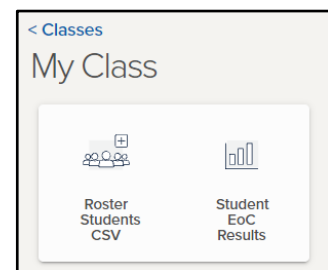 < Classes
My Class
Roster
Students
CSV
Student
EoC
Results